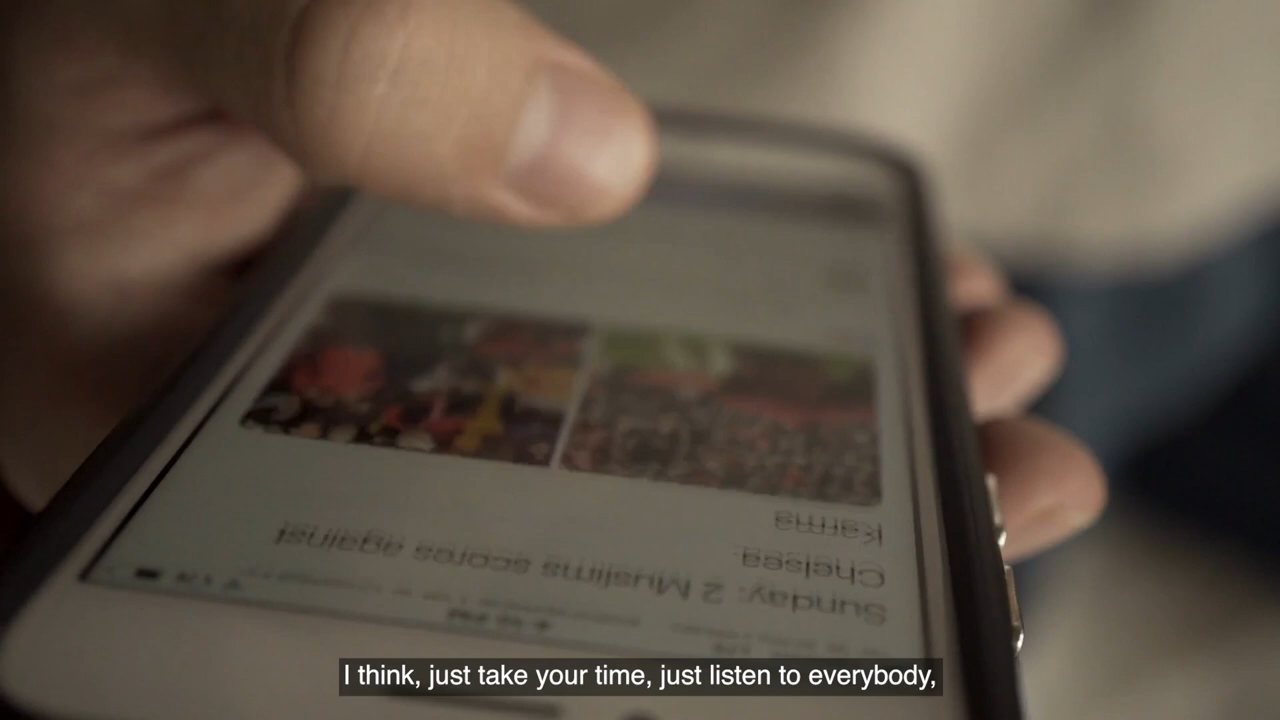 Sunday: 2 Muslims scores against
Chelsea.
Karma
I think, just take your time, just listen to everybody,